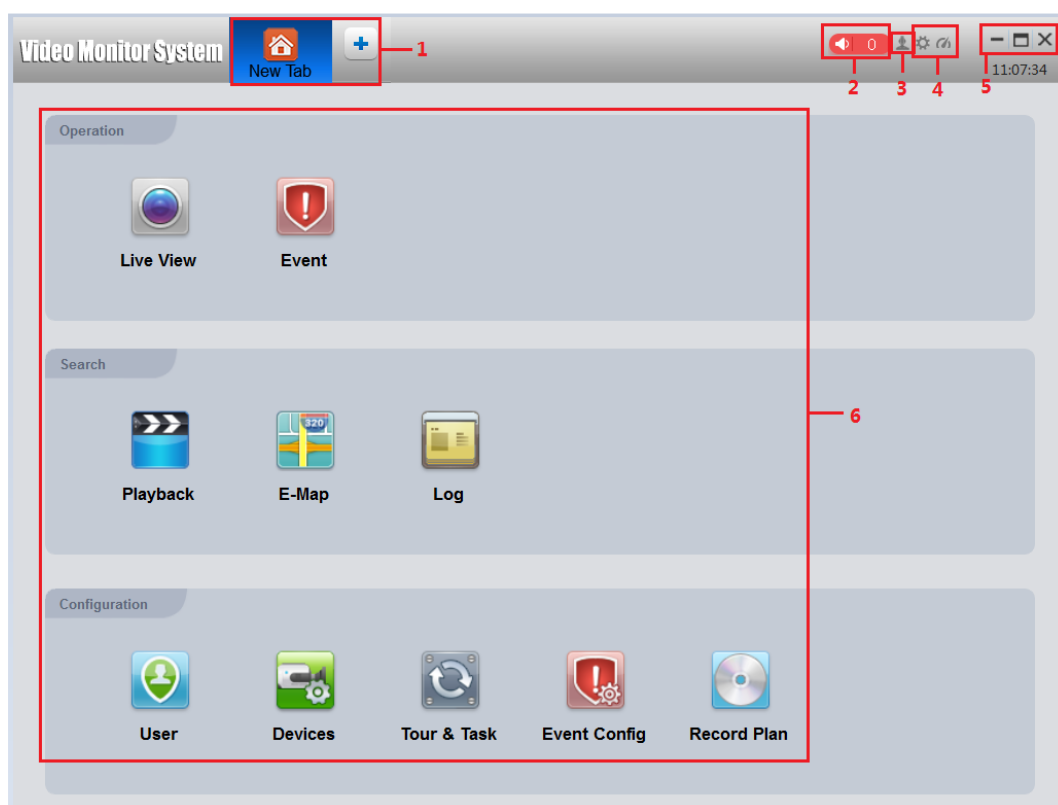 Video Monitor System
New Tab
1
0
2
3
4
5
11:07:34
Operation
Live View
Event
Search
320
Playback
E-Map
Log
6
Configuration
User
Devices
Tour & Task
Event Config
Record Plan